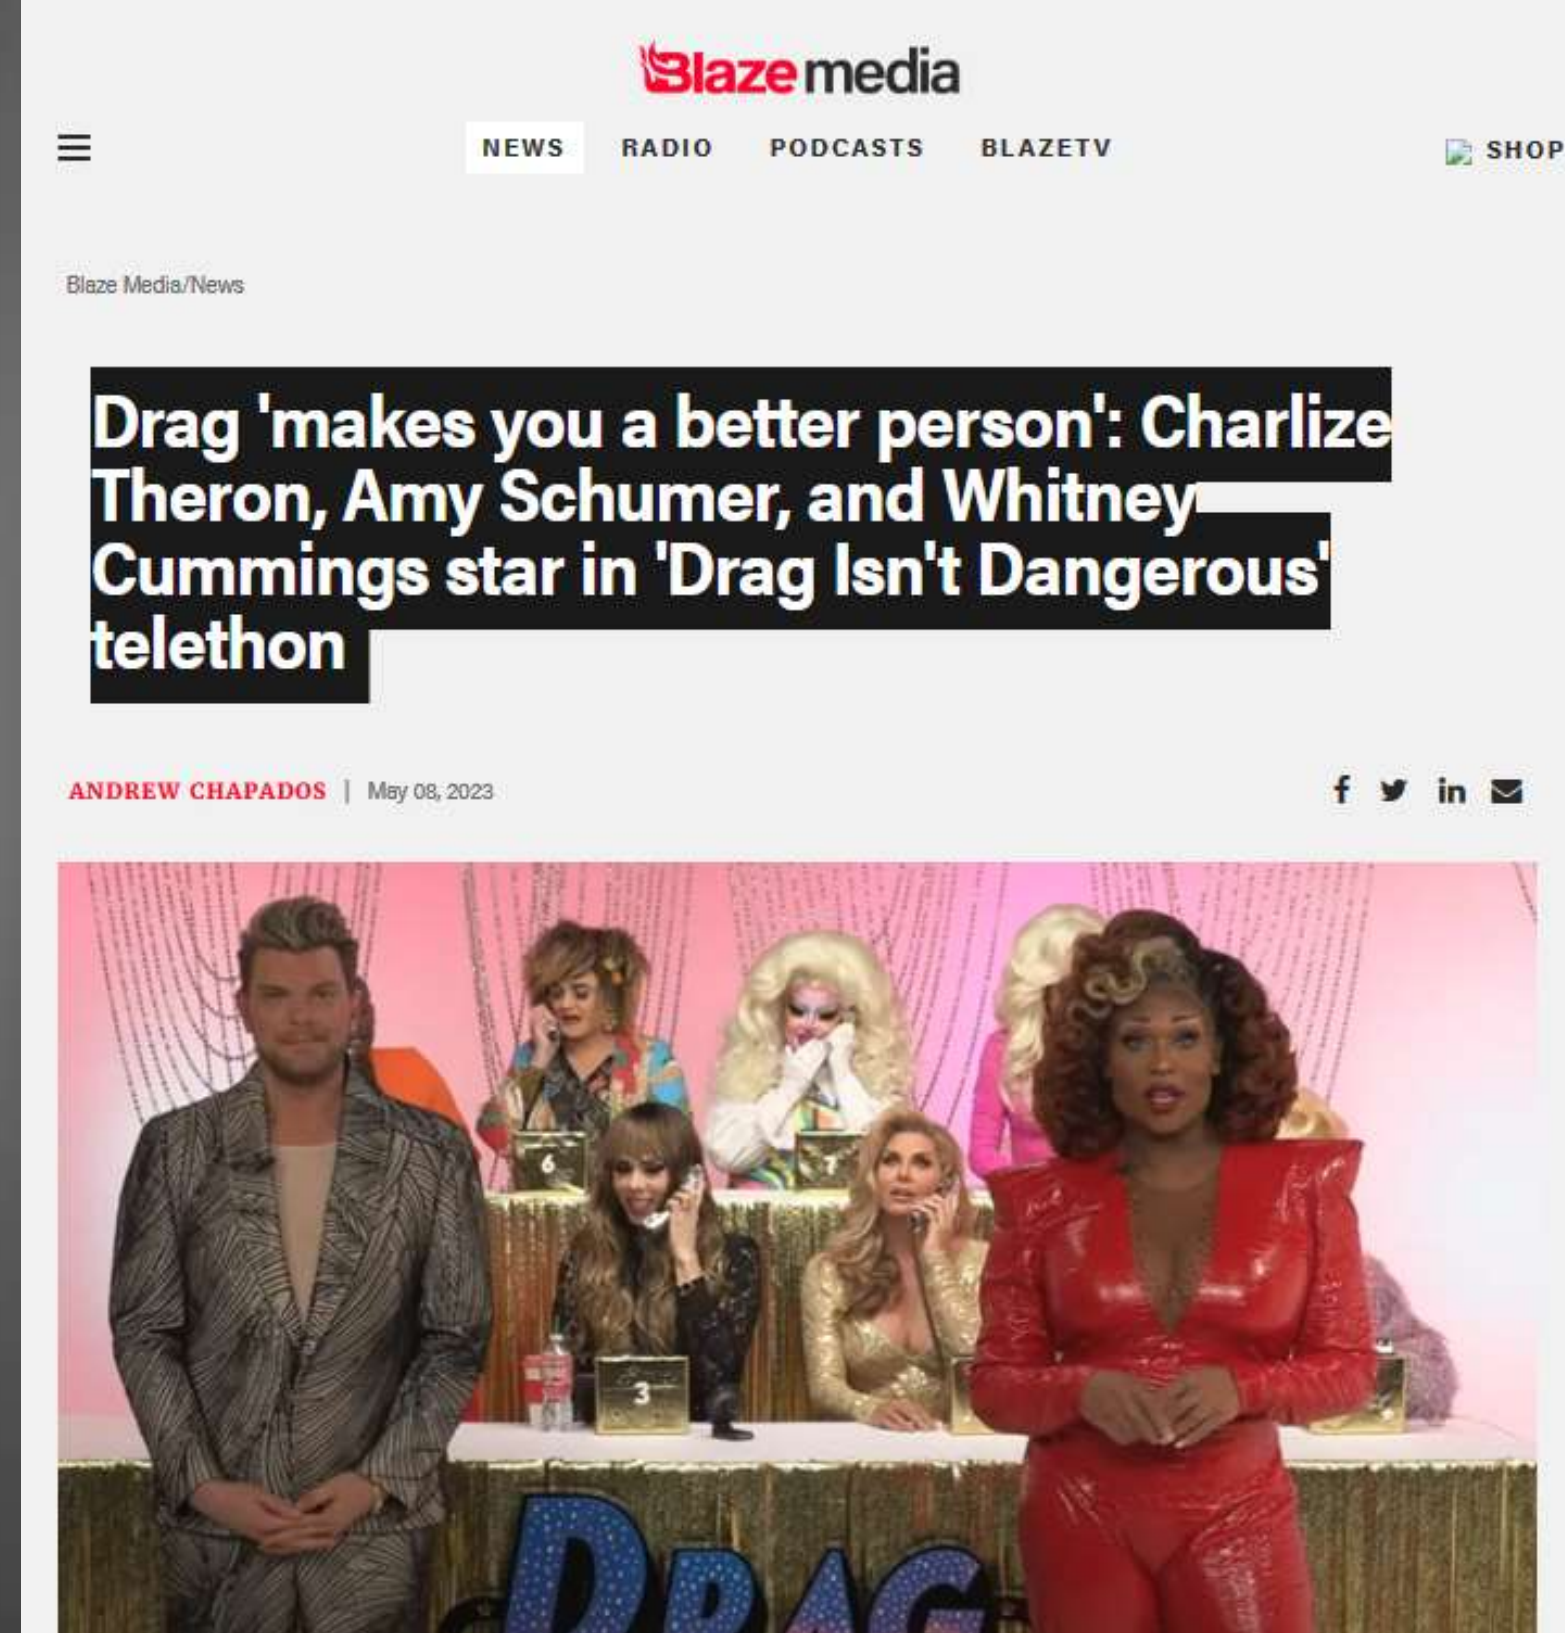 Blaze media
NEWS RADIO PODCASTS BLAZETV SHOP
Blaze Media/News
Drag 'makes you a better person': Charlize
Theron, Amy Schumer, and Whitney
Cummings star in 'Drag Isn't Dangerous'
telethon
ANDREW CHAPADOS | May 08, 2023
6
7
3
DRAG